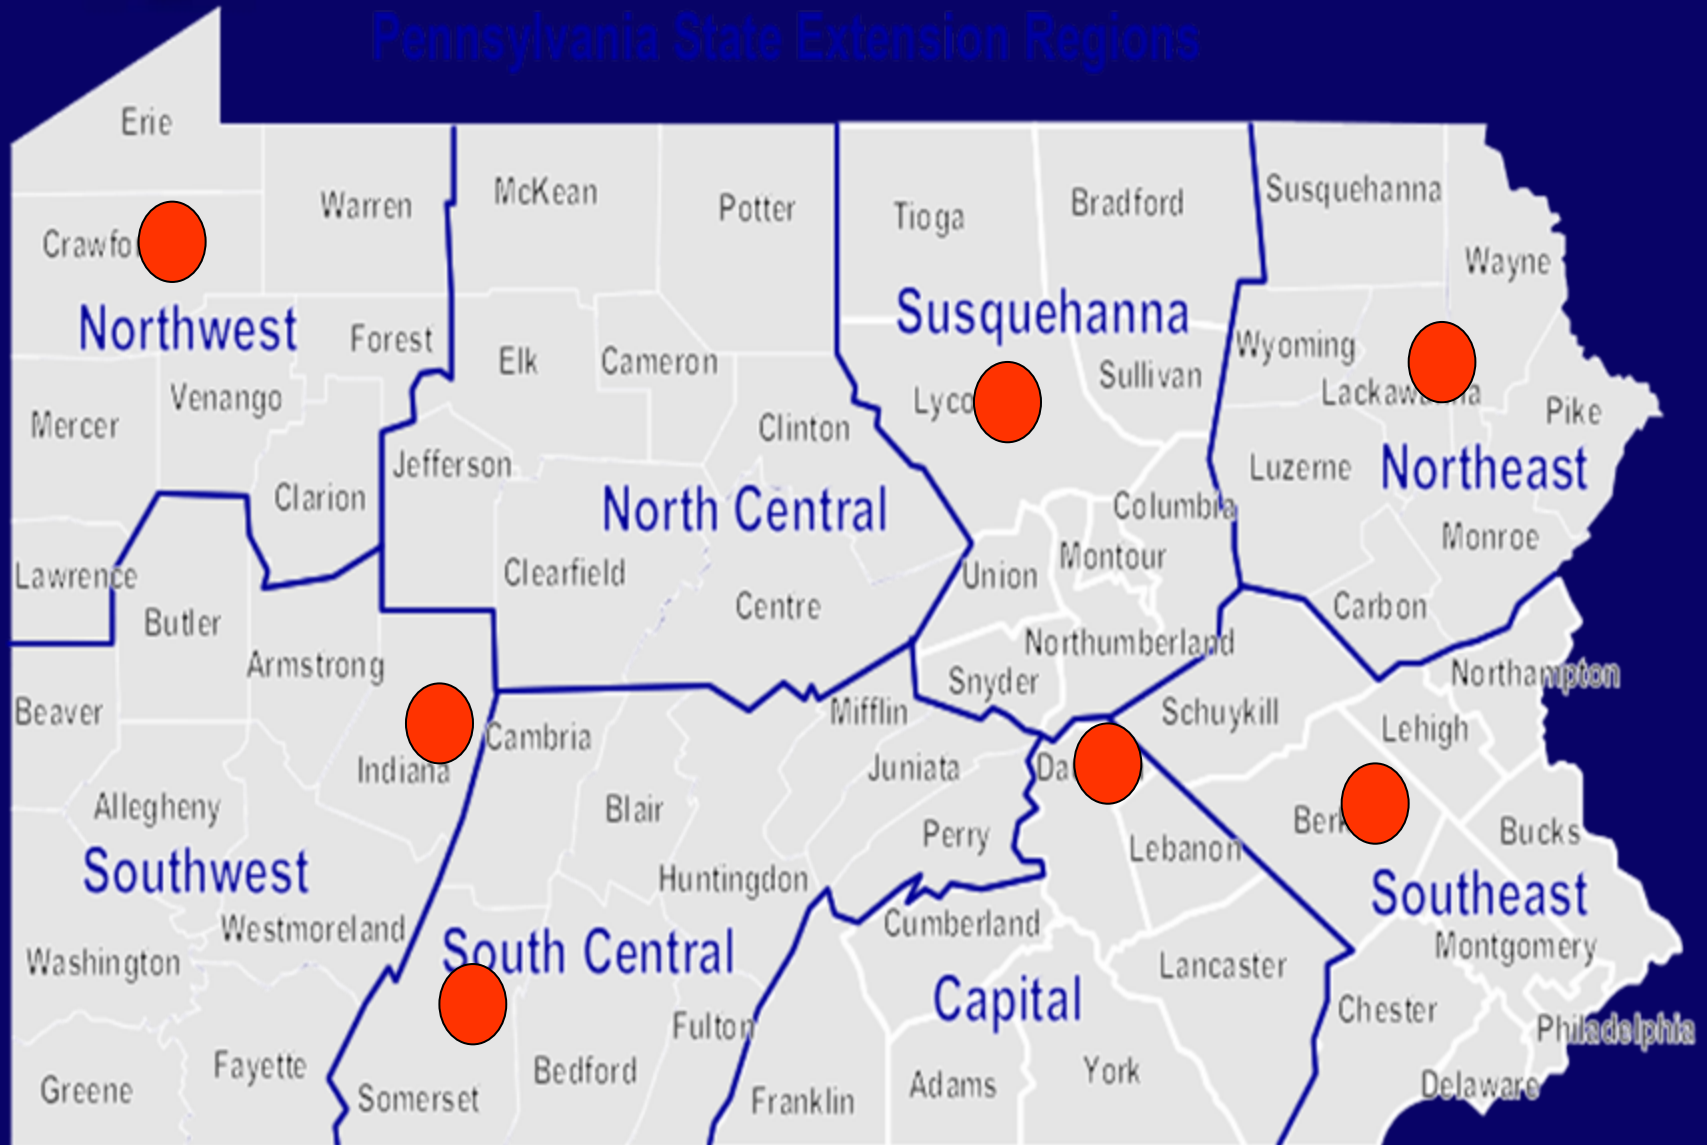 Pennsylvania State Extension Regions
Erie
Warren
McKean
Potter
Tioga
Bradford
Susquehanna
Wayne
Crawfo
Northwest
Forest
Susquehanna
Wyoming
Elk
Cameron
Sullivan
Lackawanna
Venango
Mercer
Lyco
Pike
Clinton
Jefferson
Luzerne
Northeast
Clarion
North Central
Columbia
Monroe
Montour
Lawrence
Clearfield
Union
Centre
Carbon
Butler
Northumberland
Armstrong
Snyder
Northampton
Beaver
Mifflin
Schuykill
Lehigh
Cambria
Indiana
Juniata
Da
Allegheny
Blair
Perry
Berk
Bucks
Lebanon
Southwest
Huntingdon
Southeast
Westmoreland
Cumberland
South Central
Montgomery
Washington
Lancaster
Capital
Chester
Fulton
Philadelphia
Fayette
Bedford
York
Greene
Adams
Delaware
Somerset
Franklin